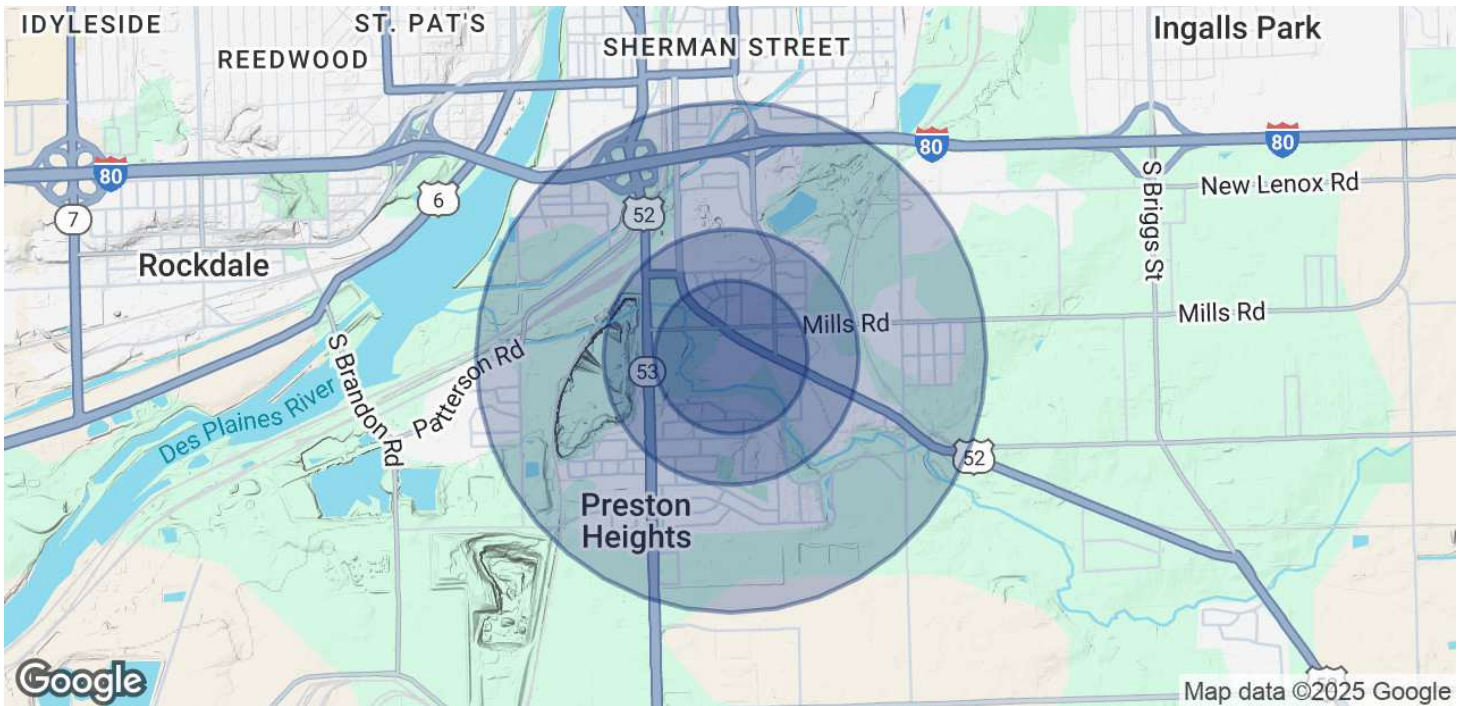 IDYLESIDE
ST. PAT'S
REEDWOOD
SHERMAN STREET
Ingalls Park
80
80
80
7
6
52
New Lenox Rd
S Briggs St
Rockdale
Mills Rd
Mills Rd
53
S Brandon Rd
Patterson Rd
Des Plaines River
52
Preston
Heights
Google
Map data ©2025 Google